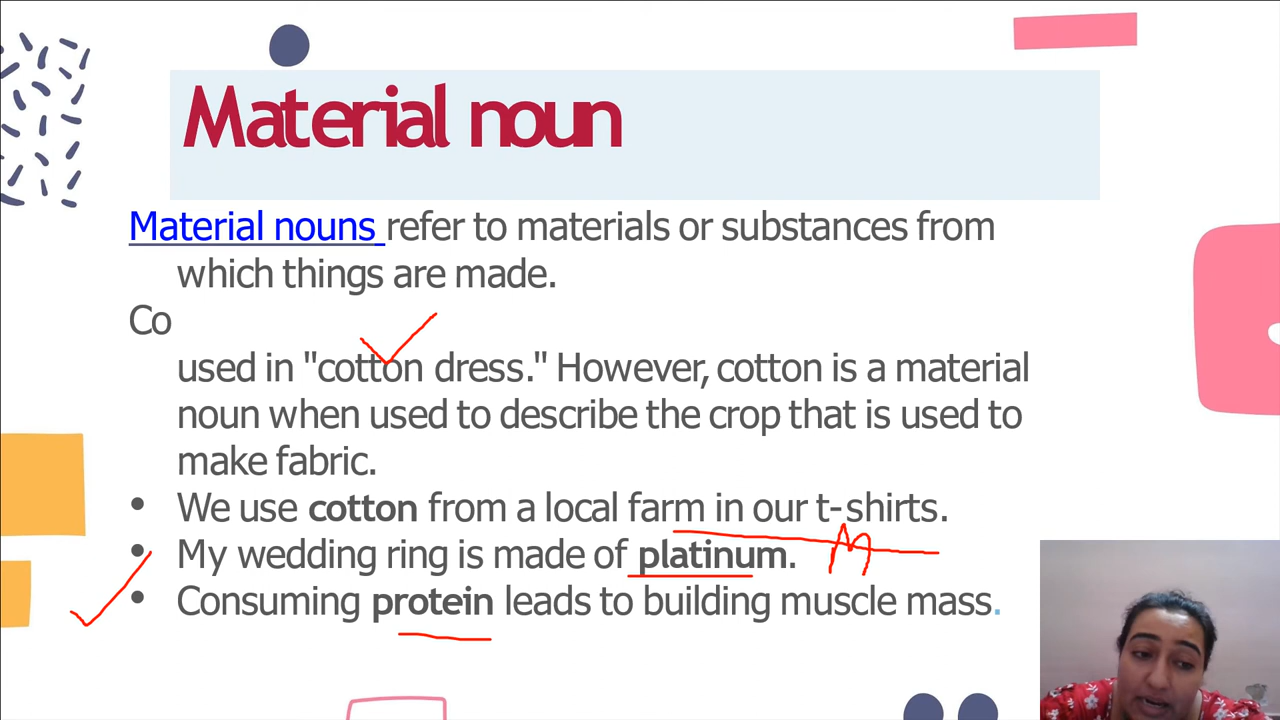 Material noun
Material nouns refer to materials or substances from
which things are made.
Co
used in "cotton dress." However, cotton is a material
noun when used to describe the crop that is used to
make fabric.
• We use cotton from a local farm in our t-shirts.
• My wedding ring is made of platinum.
• Consuming protein leads to building muscle mass.